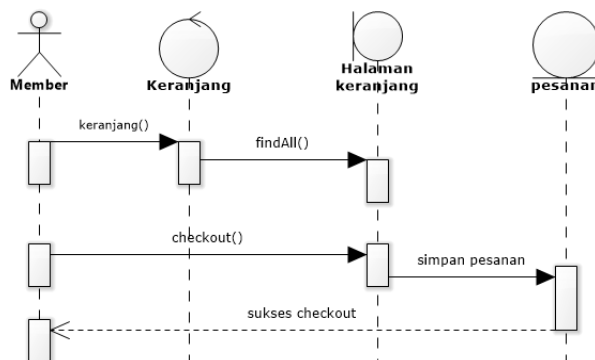 Member
Keranjang
Halaman
keranjang
pesanan
keranjang()
findAll()
checkout()
simpan pesanan
sukses checkout